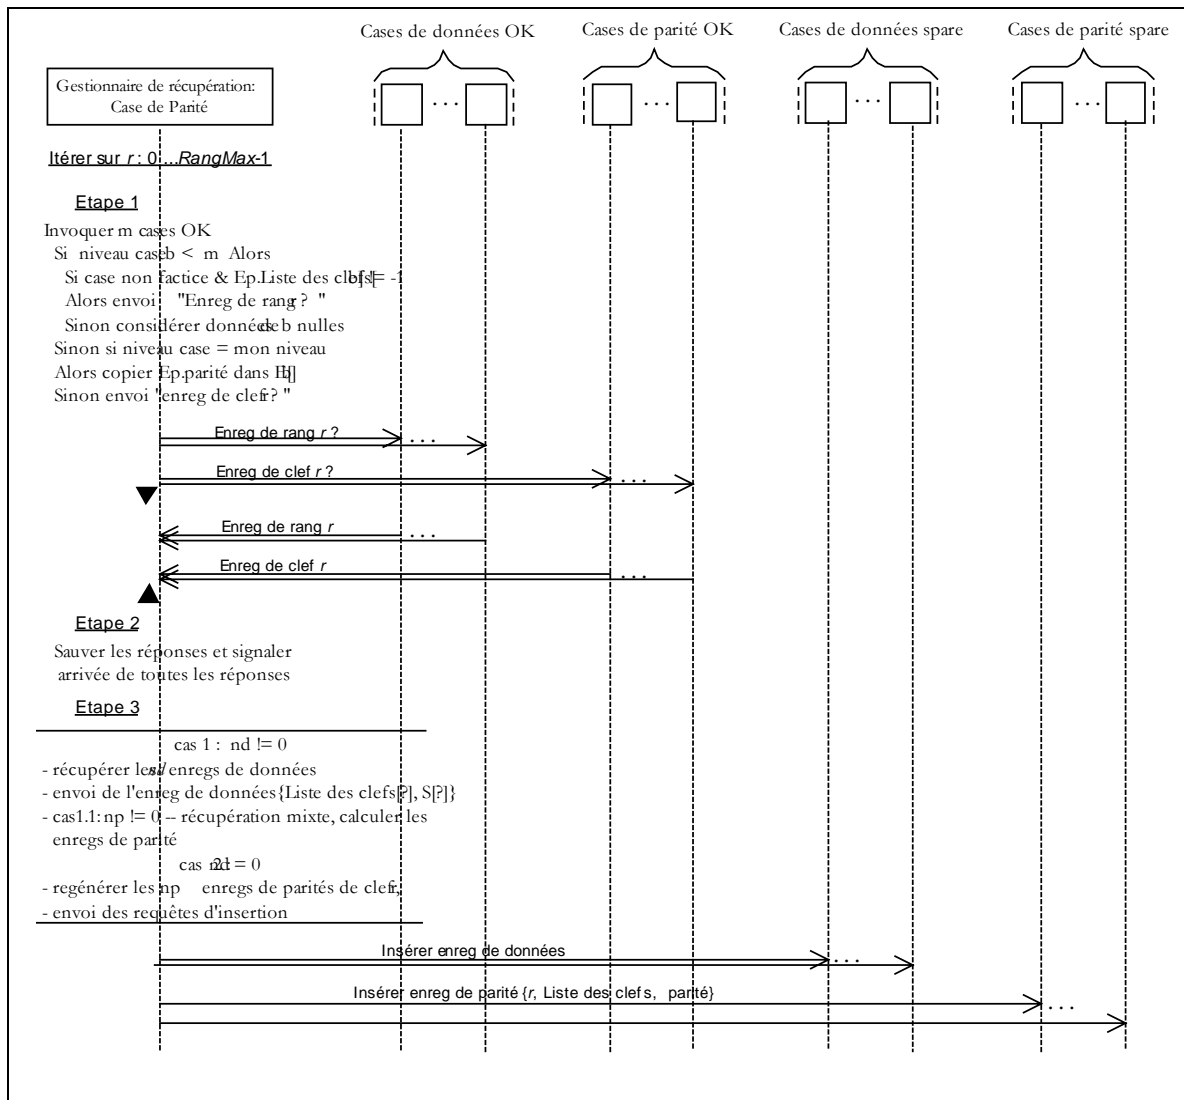 Cases de données OK
Cases de parité OK
Cases de données spare
Cases de parité spare
Gestionnaire de récupération:
Case de Parité
... 
... 
... 
... 
Itérer sur r : 0 ...RangMax-1
Etape 1
Invoquer m cases OK
Si niveau case b < m Alors
Si case non factice & Ep.Liste des clefs[b] != -1
Alors envoi "Enreg de rang r ? "
Sinon considérer données de b nulles
Sinon si niveau case = mon niveau
Alors copier Ep.parité dans
Sinon envoi "enreg de clef r ? "
Enreg de rang r ?
...
Enreg de clef r ?
...
Enreg de rang r
...
Enreg de clef r
...
Etape 2
Sauver les réponses et signaler
arrivée de toutes les réponses
Etape 3
cas 1 : nd != 0
- récupérer les nd enregs de données
- envoi de l'enreg de données {Liste des clefs[?], S[?]}
- cas1.1: np != 0 -- récupération mixte, calculer les
enregs de parité
cas 2 : nd = 0
- regénérer les np enregs de parités de clef r,
- envoi des requêtes d'insertion
Insérer enreg de données
...
Insérer enreg de parité {r, Liste des clefs, parité}
...